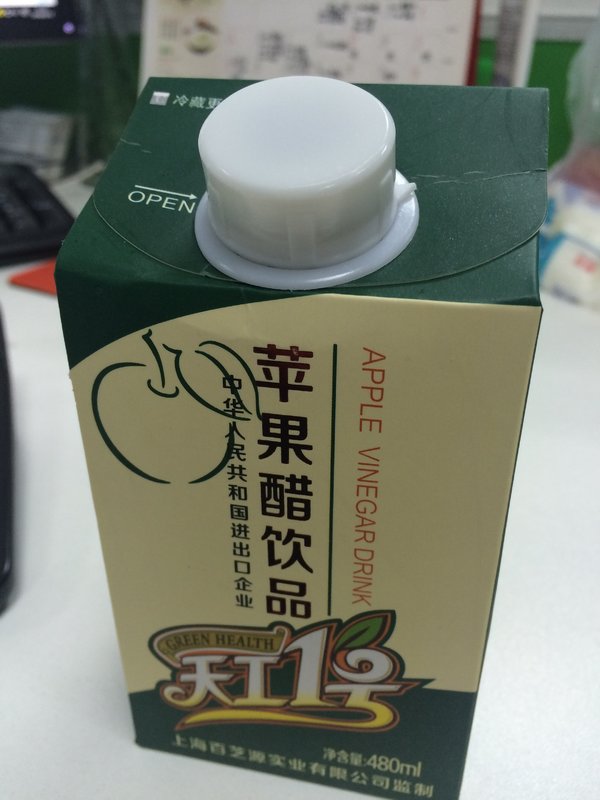 冷藏更
OPEN
苹果醋饮品
APPLE VINEGAR DRINK
中华人民共和国进出口企业
GREEN HEALTH
天工1号
净含量:480ml
上海百芝源实业有限公司监制